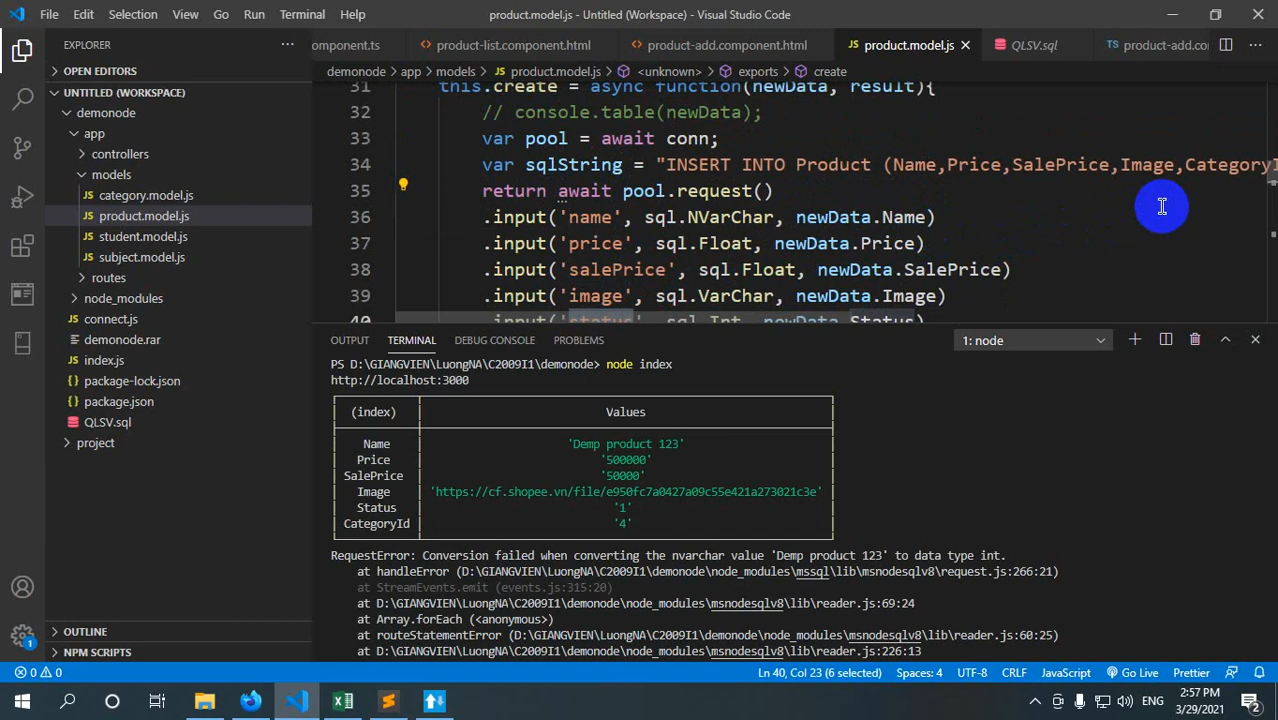 File Edit Selection View Go Run Terminal Help
product.model.js - Untitled (Workspace) - Visual Studio Code
EXPLORER
OPEN EDITORS
UNTITLED (WORKSPACE)
demonode
app
controllers
models
category.model.js
product.model.js
student.model.js
subject.model.js
routes
node_modules
connect.js
demonode.rar
index.js
package-lock.json
package.json
QLSV.sql
project
OUTLINE
NPM SCRIPTS
omponent.ts product-list.component.html product-add.component.html product.model.js QLSV.sql product-add.co
demonode > app > models > product.model.js > <unknown> > exports > create
31 this.create = async function(newData, result){
32 // console.table(newData);
33 var pool = await conn;
34 var sqlString = "INSERT INTO Product (Name,Price,SalePrice,Image,CategoryI
35 return await pool.request()
36 .input('name', sql.NVarChar, newData.Name)
37 .input('price', sql.Float, newData.Price)
38 .input('salePrice', sql.Float, newData.SalePrice)
39 .input('image', sql.VarChar, newData.Image)
40 .input('status', sql.Int, newData.Status)
OUTPUT TERMINAL DEBUG CONSOLE PROBLEMS 1: node
PS D:\GIANGVIEN\LuongNA\C2009I1\demonode> node index
http://localhost:3000
(index) Values
Name 'Demp product 123'
Price '500000'
SalePrice '50000'
Image 'https://cf.shopee.vn/file/e950fc7a0427a09c55e421a273021c3e'
Status '1'
CategoryId '4'
RequestError: Conversion failed when converting the nvarchar value 'Demp product 123' to data type int.
at handleError (D:\GIANGVIEN\LuongNA\C2009I1\demonode\node_modules\mssql\lib\msnodesqlv8\request.js:266:21)
at StreamEvents.emit (events.js:315:20)
at D:\GIANGVIEN\LuongNA\C2009I1\demonode\node_modules\msnodesqlv8\lib\reader.js:69:24
at Array.forEach (<anonymous>)
at routeStatementError (D:\GIANGVIEN\LuongNA\C2009I1\demonode\node_modules\msnodesqlv8\lib\reader.js:60:25)
at D:\GIANGVIEN\LuongNA\C2009I1\demonode\node_modules\msnodesqlv8\lib\reader.js:226:13
0 0 Ln 40, Col 23 (6 selected) Spaces: 4 UTF-8 CRLF JavaScript Go Live Prettier
ENG 2:57 PM
3/29/2021